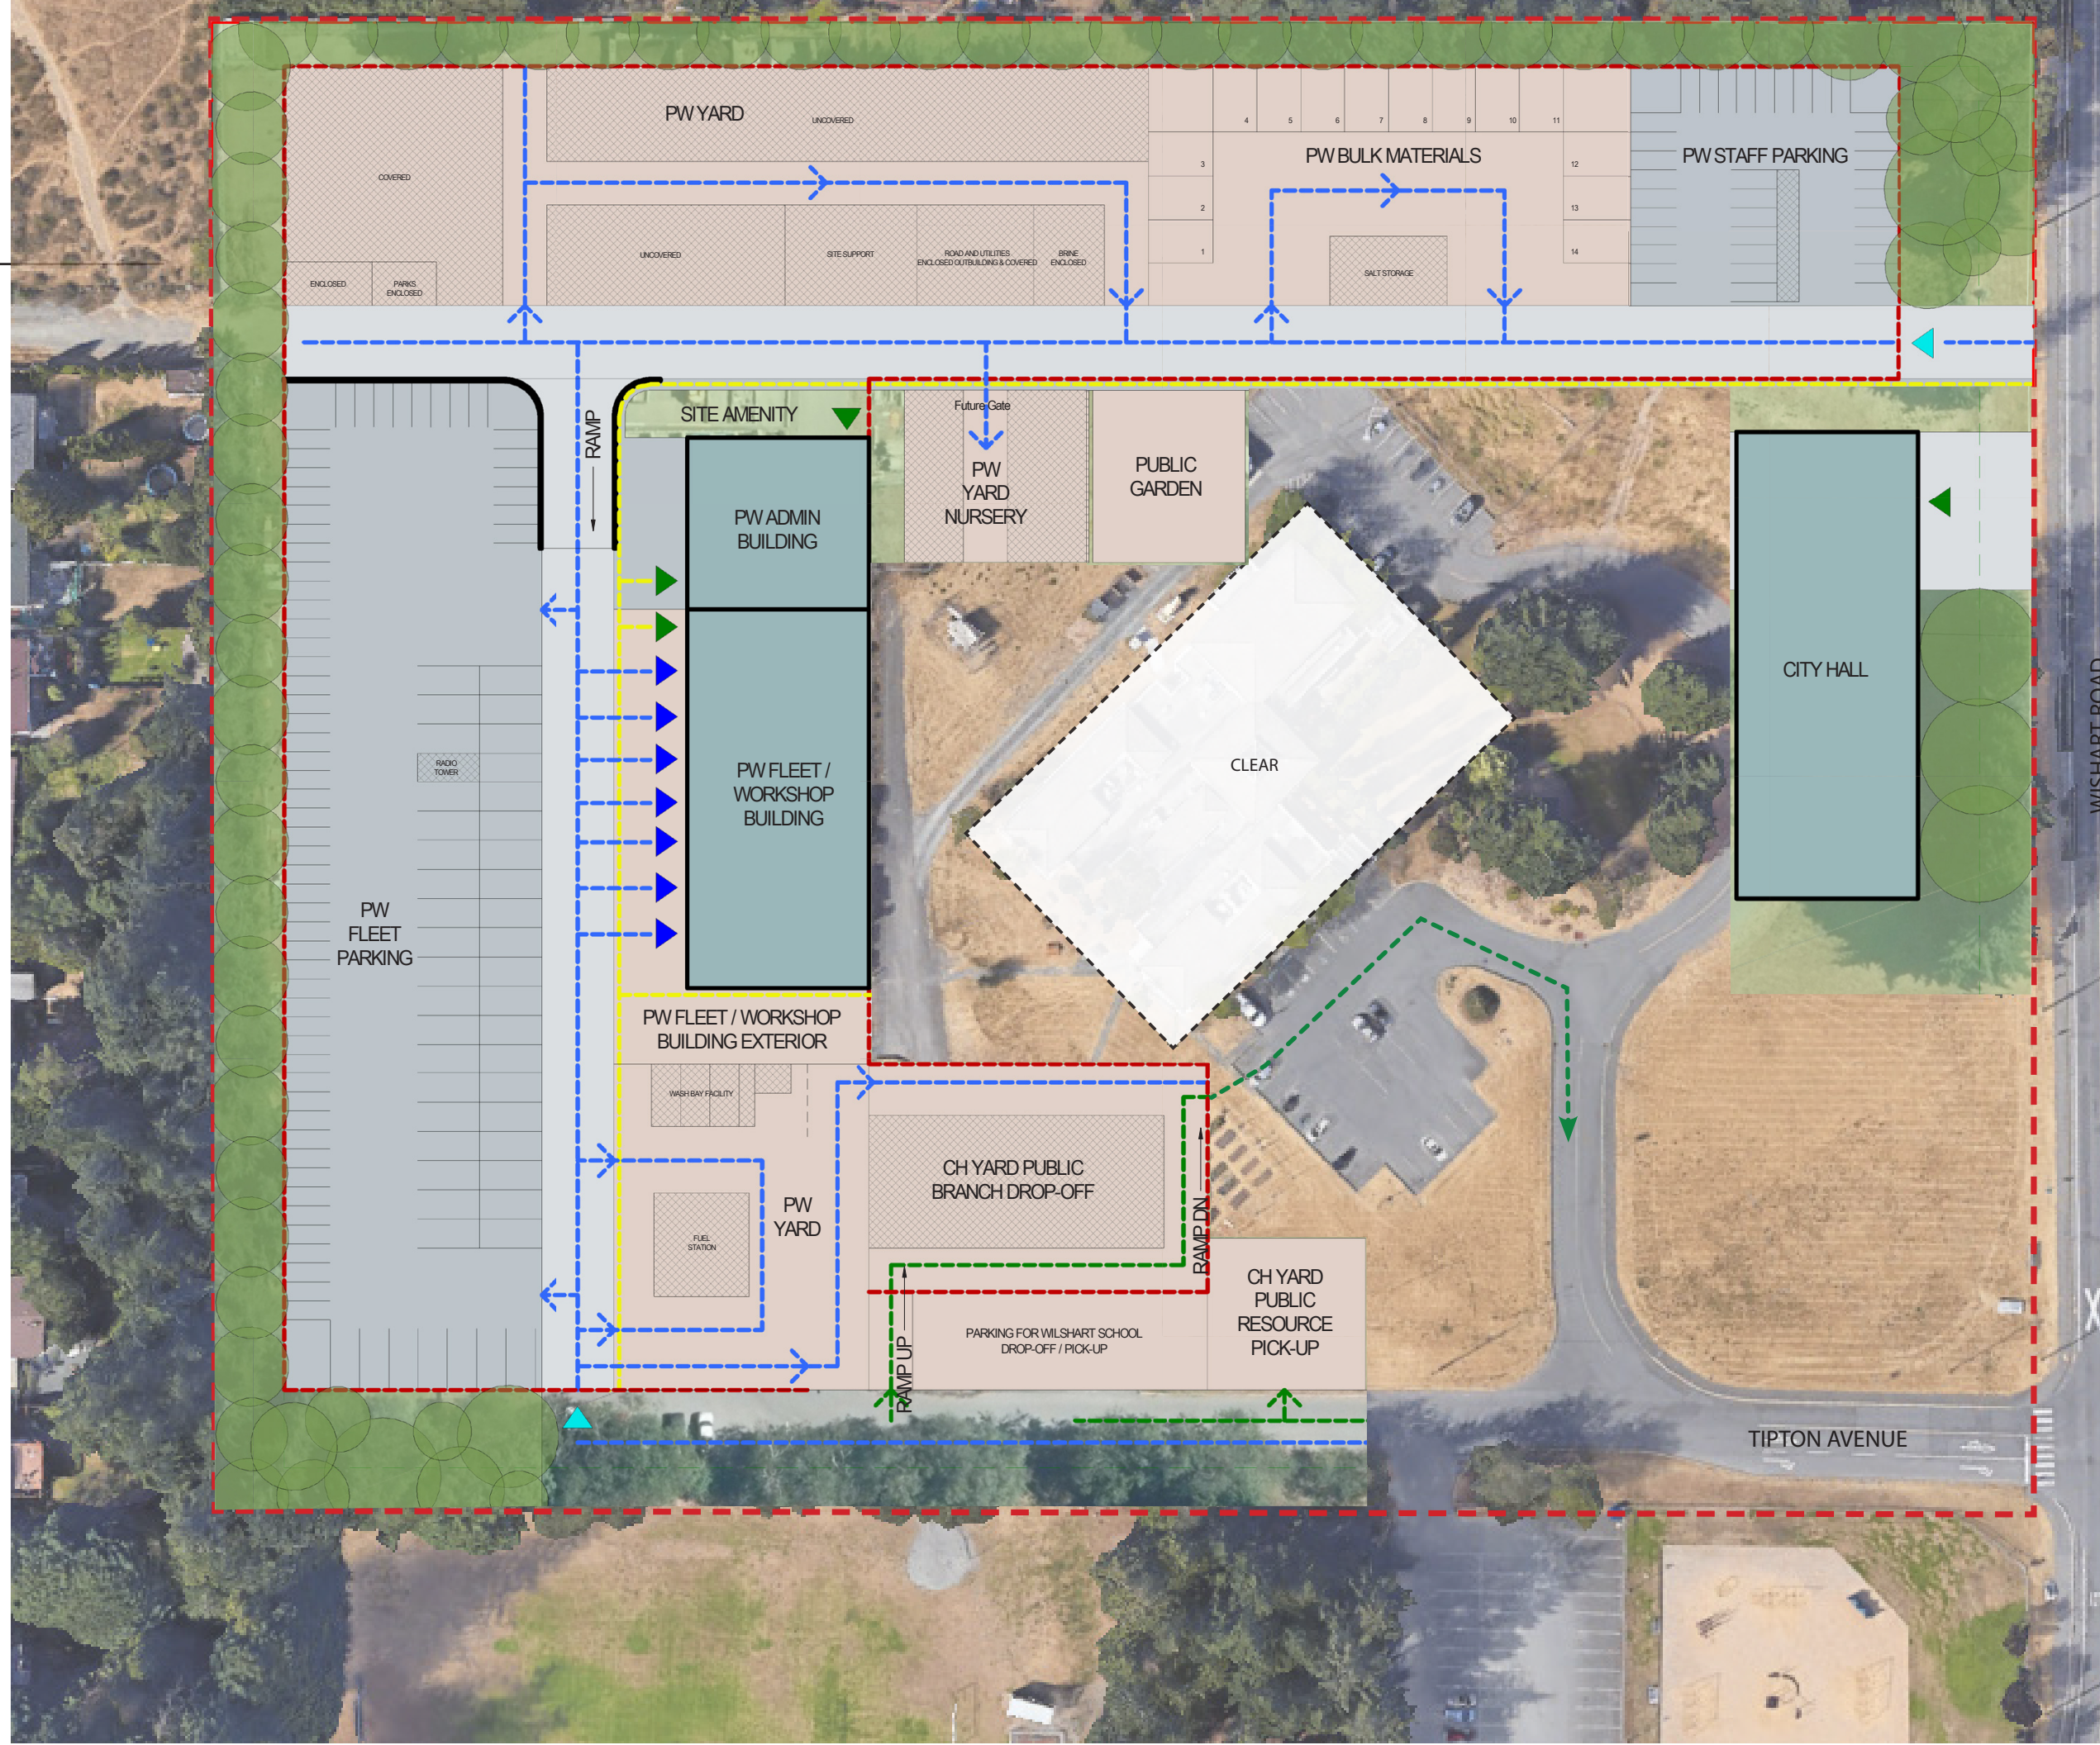 PW YARD
UNCOVERED
4 5 6 7 8 9 10 11
PW BULK MATERIALS
PW STAFF PARKING
COVERED
3
12
2
13
1
14
UNCOVERED
SITE SUPPORT
ROAD AND UTILITIES
ENCLOSED OUTBUILDING & COVERED
BRINE
ENCLOSED
SALT STORAGE
ENCLOSED
PARKS
ENCLOSED
SITE AMENITY
RAMP
Future Gate
PW
YARD
NURSERY
PUBLIC
GARDEN
PW ADMIN
BUILDING
CITY HALL
WISHART ROAD
CLEAR
RADIO
TOWER
PW FLEET /
WORKSHOP
BUILDING
PW
FLEET
PARKING
PW FLEET / WORKSHOP
BUILDING EXTERIOR
WASH BAY FACILITY
CH YARD PUBLIC
BRANCH DROP-OFF
PW
YARD
FUEL
STATION
RAMP DN
CH YARD
PUBLIC
RESOURCE
PICK-UP
RAMP UP
PARKING FOR WILSHART SCHOOL
DROP-OFF / PICK-UP
TIPTON AVENUE